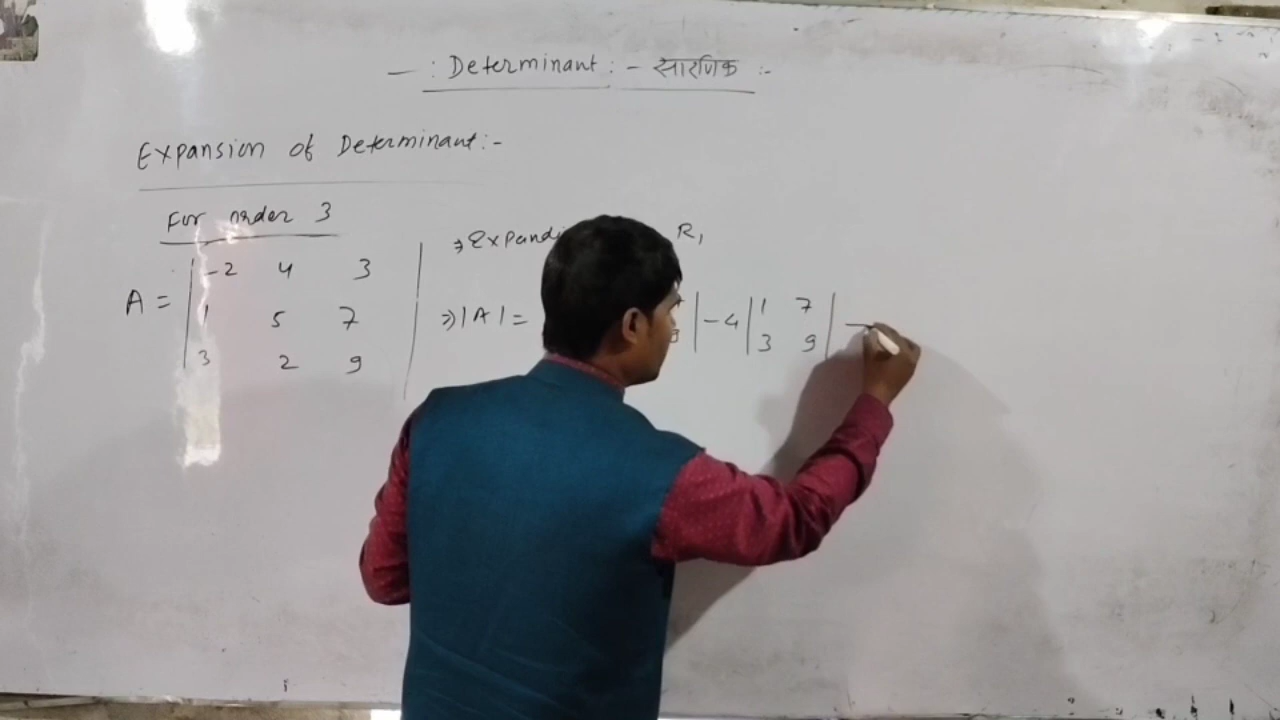 — : Determinant : - सारणिक :-
Expansion of Determinant:-
For order 3
⇒ Expandi R₁
A = | -2 4 3 |
| 1 5 7 |
| 3 2 9 |
⇒ |A| = | - 4 | 1 7 | —
| 3 9 |